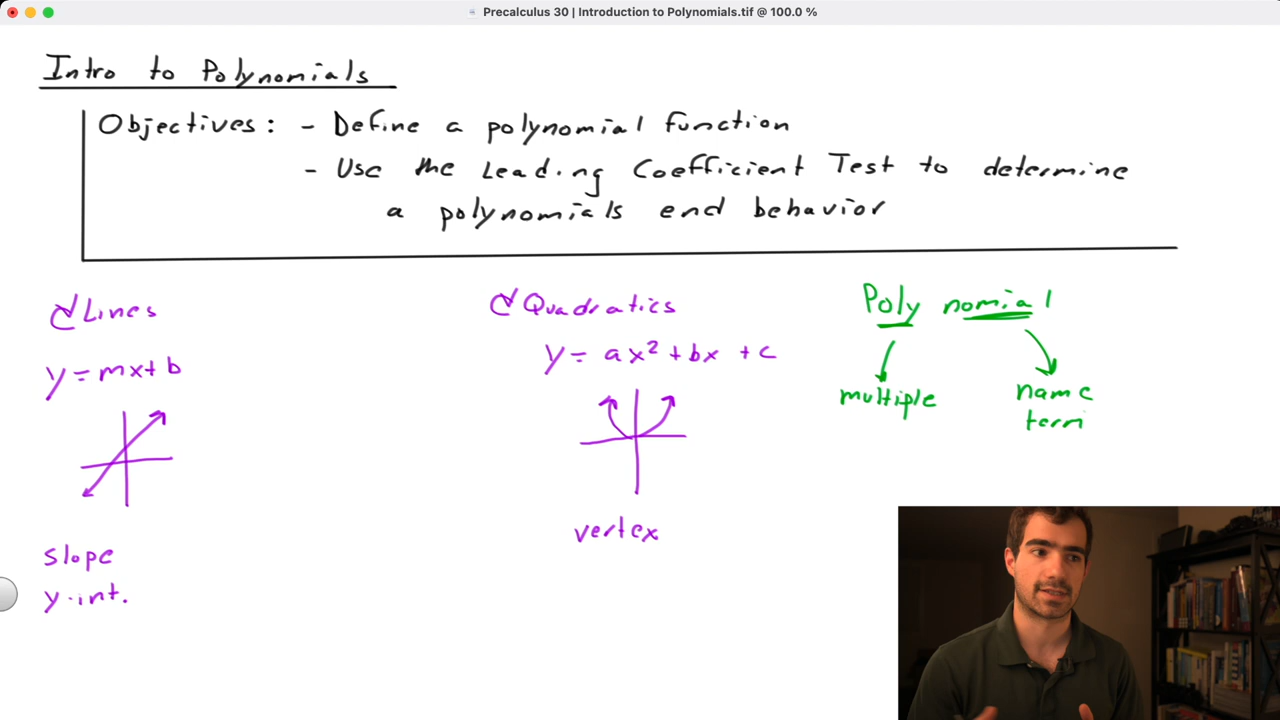 Precalculus 30 | Introduction to Polynomials.tif @ 100.0 %
Intro to Polynomials
Objectives: - Define a polynomial function
- Use the Leading Coefficient Test to determine
a polynomials end behavior
Lines
y=mx+b
slope
y-int.
Quadratics
y= ax²+bx +c
vertex
Poly nomial
multiple
name
term